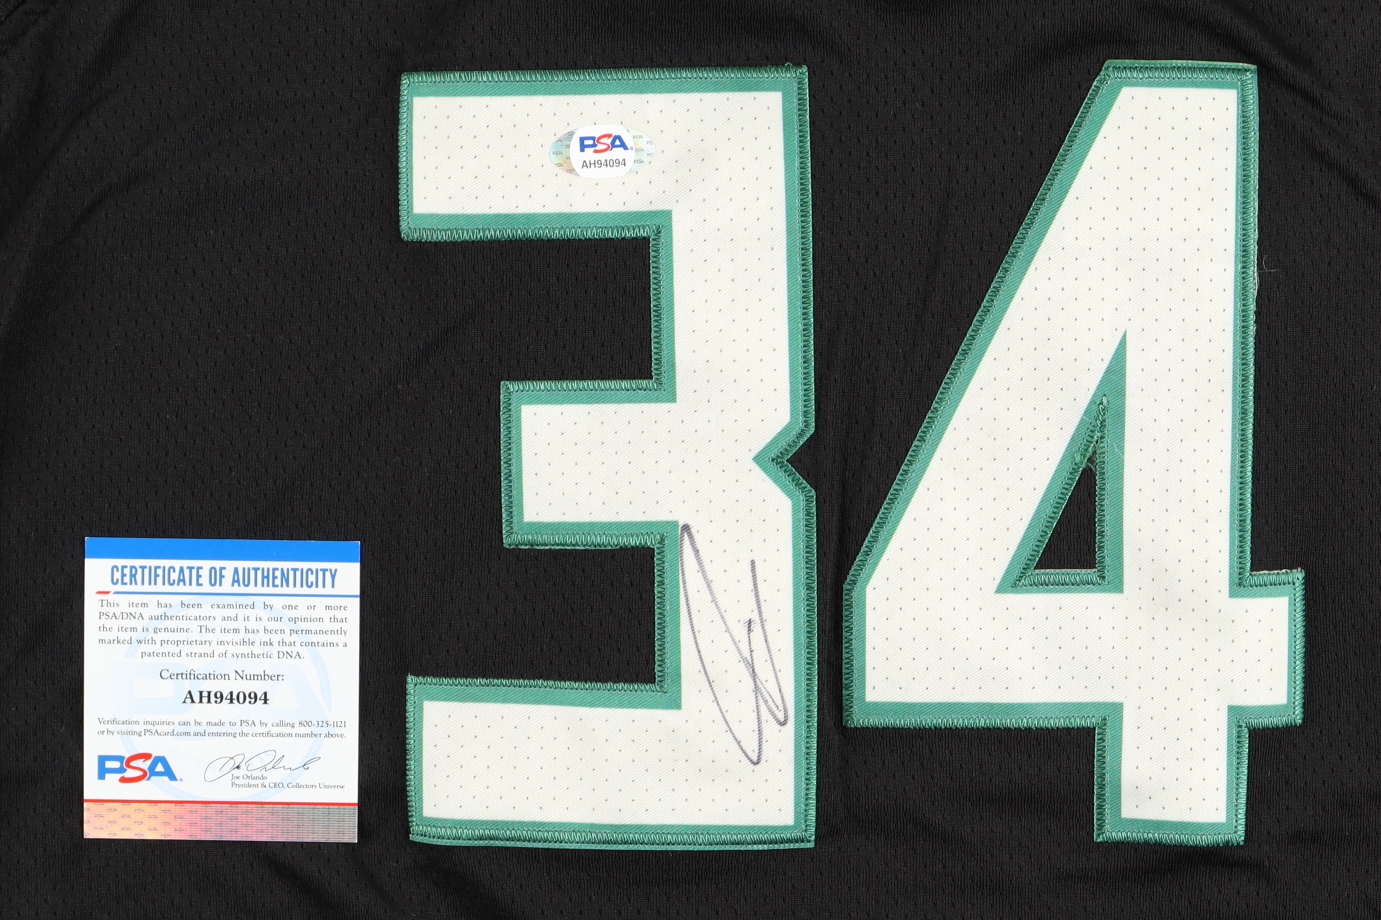 34
PSA
AH94094
CERTIFICATE OF AUTHENTICITY
This item has been examined by one or more
PSA/DNA authenticators and it is our opinion that
the item is genuine. The item has been permanently
marked with proprietary invisible ink that contains a
patented strand of synthetic DNA.
Certification Number:
AH94094
Verification inquiries can be made to PSA by calling 800-325-1121
or by visiting PSAcard.com and entering the certification number above.
PSA
Joe Orlando
President & CEO, Collectors Universe